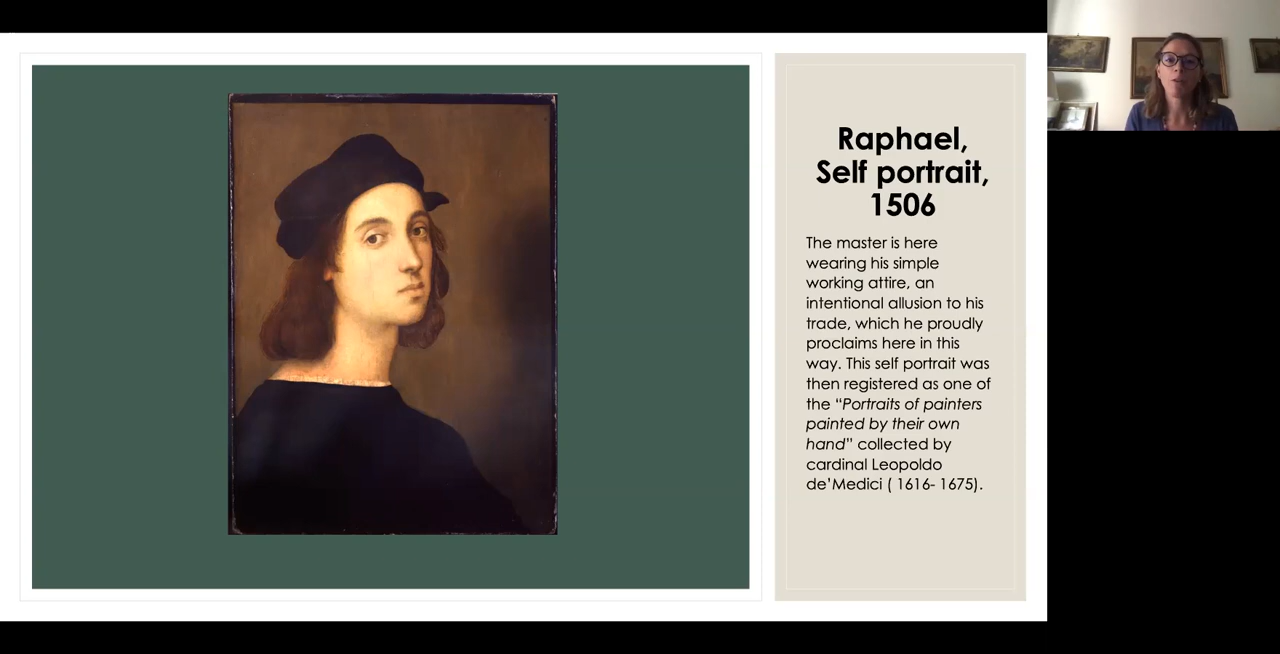 Raphael,
Self portrait,
1506
The master is here
wearing his simple
working attire, an
intentional allusion to his
trade, which he proudly
proclaims here in this
way. This self portrait was
then registered as one of
the “Portraits of painters
painted by their own
hand” collected by
cardinal Leopoldo
de’Medici ( 1616- 1675).